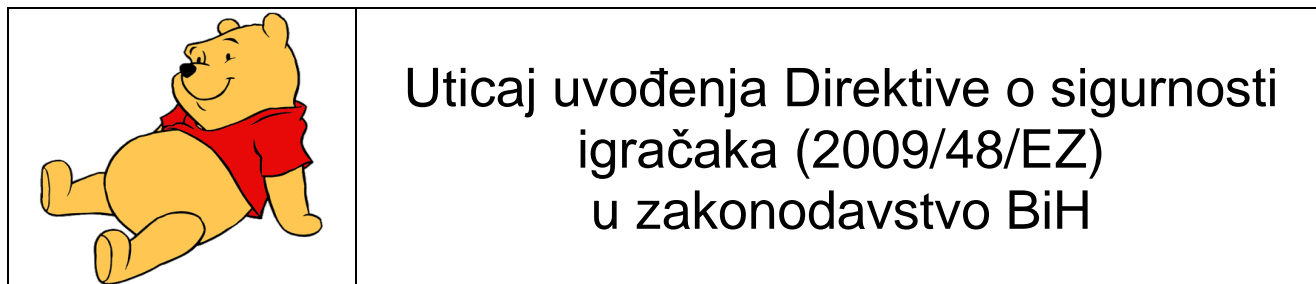 Uticaj uvođenja Direktive o sigurnosti
igračaka (2009/48/EZ)
u zakonodavstvo BiH